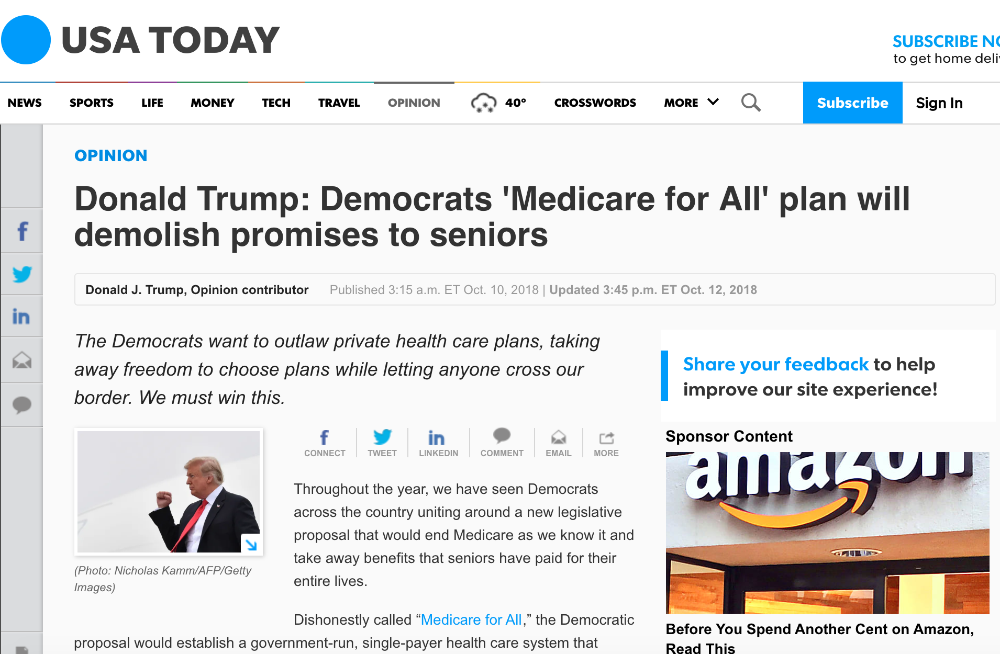 USA TODAY
SUBSCRIBE
to get home
NEWS SPORTS LIFE MONEY TECH TRAVEL OPINION 40° CROSSWORDS MORE Subscribe Sign In
OPINION
Donald Trump: Democrats 'Medicare for All' plan will
demolish promises to seniors
Donald J. Trump, Opinion contributor Published 3:15 a.m. ET Oct. 10, 2018 | Updated 3:45 p.m. ET Oct. 12, 2018
The Democrats want to outlaw private health care plans, taking
away freedom to choose plans while letting anyone cross our
border. We must win this.
(Photo: Nicholas Kamm/AFP/Getty
Images)
CONNECT TWEET LINKEDIN COMMENT EMAIL MORE
Throughout the year, we have seen Democrats
across the country uniting around a new legislative
proposal that would end Medicare as we know it and
take away benefits that seniors have paid for their
entire lives.
Dishonestly called “Medicare for All,” the Democratic
proposal would establish a government-run, single-payer health care system that
Share your feedback to help
improve our site experience!
Sponsor Content
amazon
Before You Spend Another Cent on Amazon,
Read This